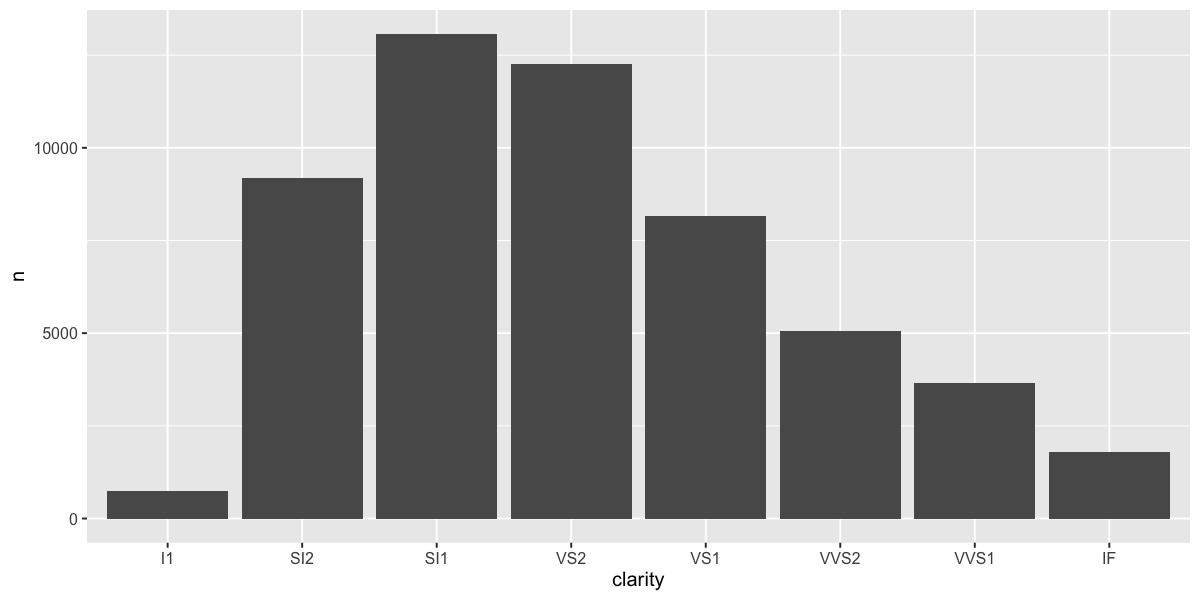 10000
5000
0
n
I1 SI2 SI1 VS2 VS1 VVS2 VVS1 IF
clarity